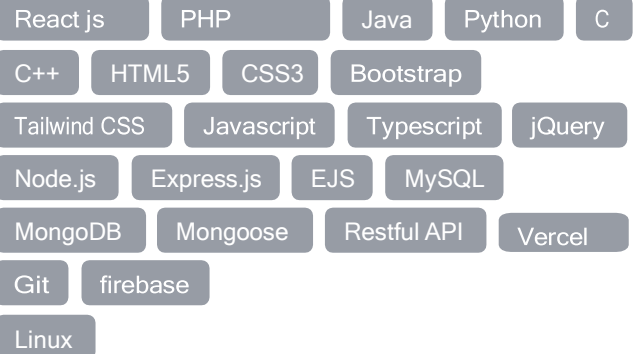 React js PHP Java Python C
C++ HTML5 CSS3 Bootstrap
Tailwind CSS Javascript Typescript jQuery
Node.js Express.js EJS MySQL
MongoDB Mongoose Restful API Vercel
Git firebase
Linux